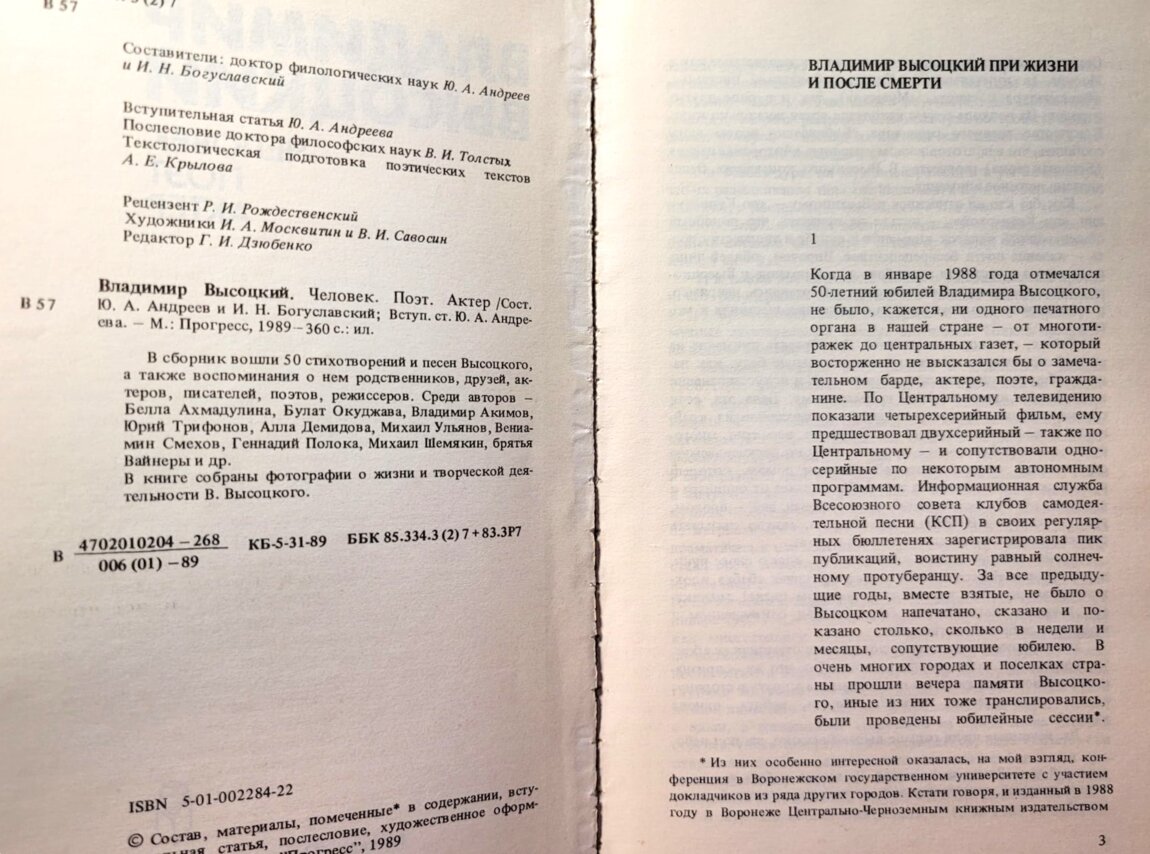 В 57
Составители: доктор филологических наук Ю. А. Андреев
и И. Н. Богуславский
Вступительная статья Ю. А. Андреева
Послесловие доктора философских наук В. И. Толстых
Текстологическая подготовка поэтических текстов
А. Е. Крылова
Рецензент Р. И. Рождественский
Художники И. А. Москвитин и В. И. Савосин
Редактор Г. И. Дзюбенко
В 57
Владимир Высоцкий. Человек. Поэт. Актер /Сост.
Ю. А. Андреев и И. Н. Богуславский; Вступ. ст. Ю. А. Андре-
ева. – М.: Прогресс, 1989 – 360 с.: ил.
В сборник вошли 50 стихотворений и песен Высоцкого,
а также воспоминания о нем родственников, друзей, ак-
теров, писателей, поэтов, режиссеров. Среди авторов –
Белла Ахмадулина, Булат Окуджава, Владимир Акимов,
Юрий Трифонов, Алла Демидова, Михаил Ульянов, Вениа-
мин Смехов, Геннадий Полока, Михаил Шемякин, братья
Вайнеры и др.
В книге собраны фотографии о жизни и творческой дея-
тельности В. Высоцкого.
В 4702010204 – 268
006 (01) – 89
КБ-5-31-89 ББК 85.334.3 (2) 7 + 83.3Р7
ISBN 5-01-002284-22
© Состав, материалы, помеченные* в содержании, всту-
льная статья, послесловие, художественное оформ-
"Прогресс", 1989
ВЛАДИМИР ВЫСОЦКИЙ ПРИ ЖИЗНИ
И ПОСЛЕ СМЕРТИ
1
Когда в январе 1988 года отмечался
50-летний юбилей Владимира Высоцкого,
не было, кажется, ни одного печатного
органа в нашей стране – от многоти-
ражек до центральных газет, – который
восторженно не высказался бы о замеча-
тельном барде, актере, поэте, гражда-
нине. По Центральному телевидению
показали четырехсерийный фильм, ему
предшествовал двухсерийный – также по
Центральному – и сопутствовали одно-
серийные по некоторым автономным
программам. Информационная служба
Всесоюзного совета клубов самодея-
тельной песни (КСП) в своих регуляр-
ных бюллетенях зарегистрировала пик
публикаций, воистину равный солнеч-
ному протуберанцу. За все предыду-
щие годы, вместе взятые, не было о
Высоцком напечатано, сказано и по-
казано столько, сколько в недели и
месяцы, сопутствующие юбилею. В
очень многих городах и поселках стра-
ны прошли вечера памяти Высоцко-
го, иные из них тоже транслировались,
были проведены юбилейные сессии*.
* Из них особенно интересной оказалась, на мой взгляд, кон-
ференция в Воронежском государственном университете с участием
докладчиков из ряда других городов. Кстати говоря, и изданный в 1988
году в Воронеже Центрально-Черноземным книжным издательством
3